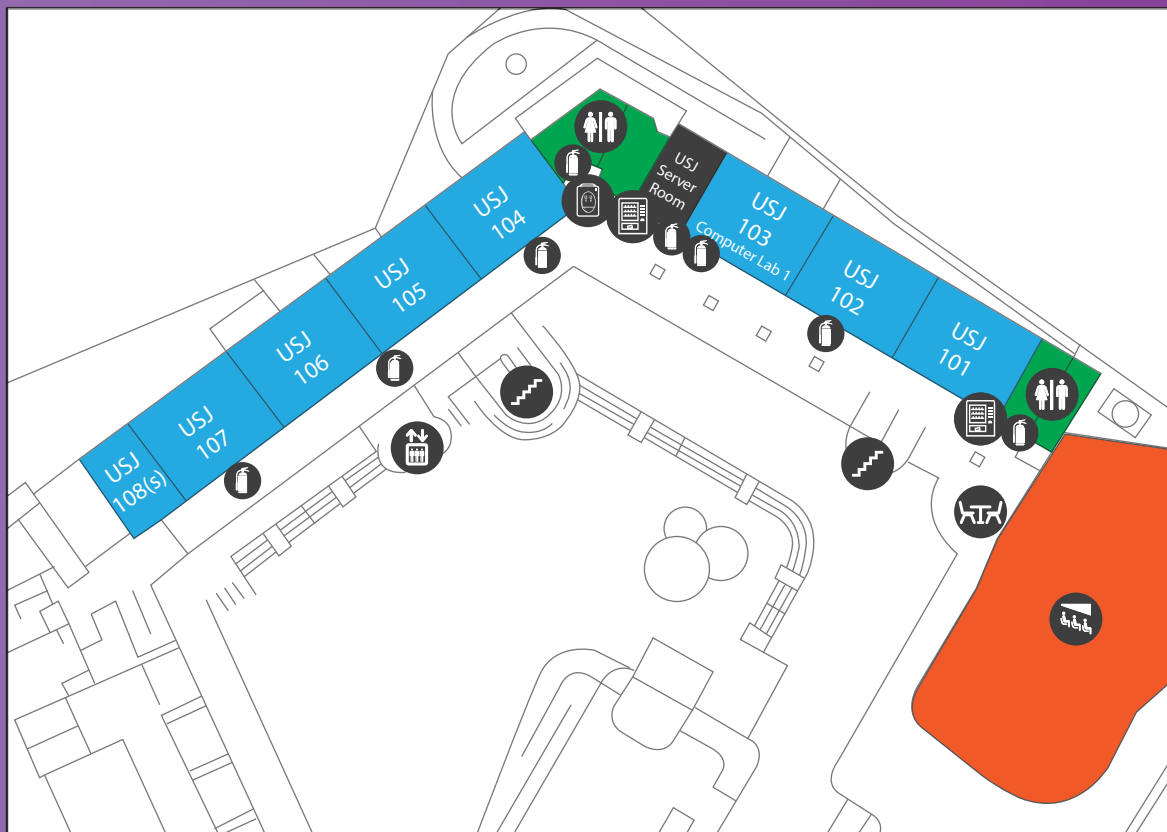 USJ
Server
Room
USJ
103
Computer Lab 1
USJ
104
USJ
102
USJ
105
USJ
101
USJ
106
USJ
107
USJ
108(s)